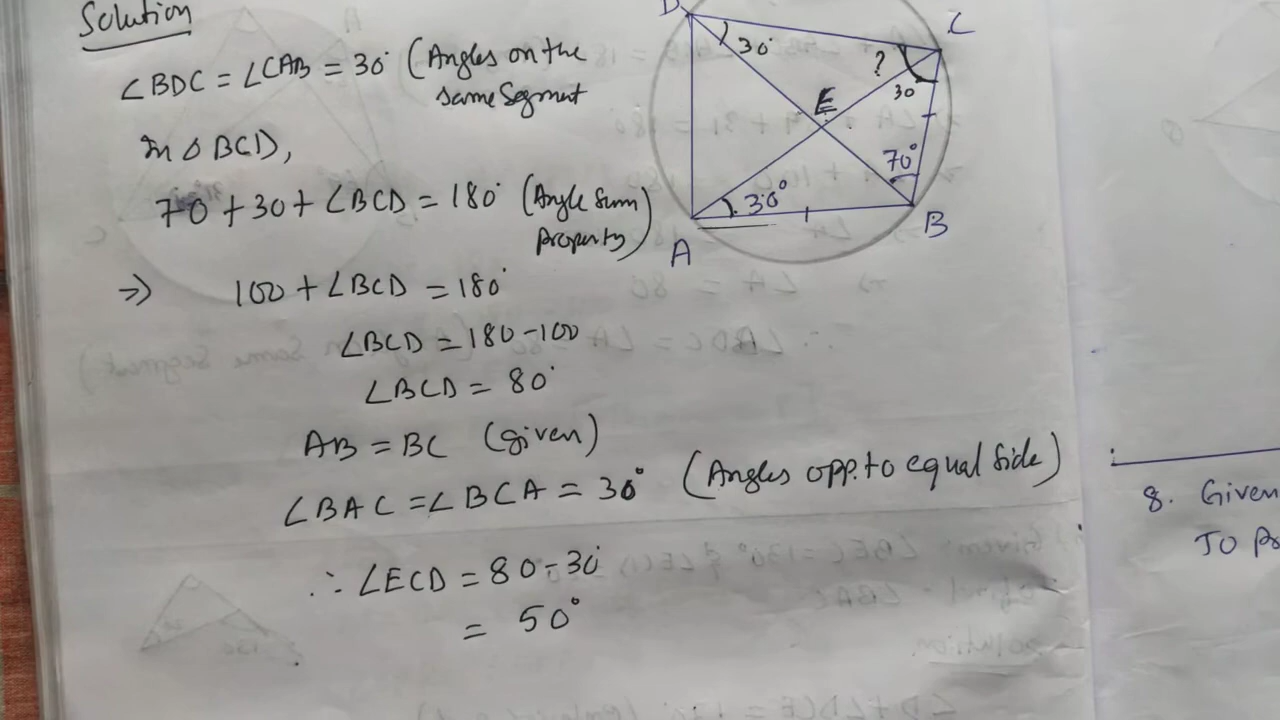 Solution
∠BDC = ∠CAB = 30° (Angles on the
same Segment
In △ BCD,
70 + 30 + ∠BCD = 180° (Angle Sum
property)
⇒ 100 + ∠BCD = 180°
∠BCD = 180 - 100
∠BCD = 80°
AB = BC (given)
∠BAC = ∠BCA = 30° (Angles opp. to equal Side)
∴ ∠ECD = 80 - 30
= 50°
D
C
30°
?
30
E
70°
30°
A
B
8. Given
To Pr